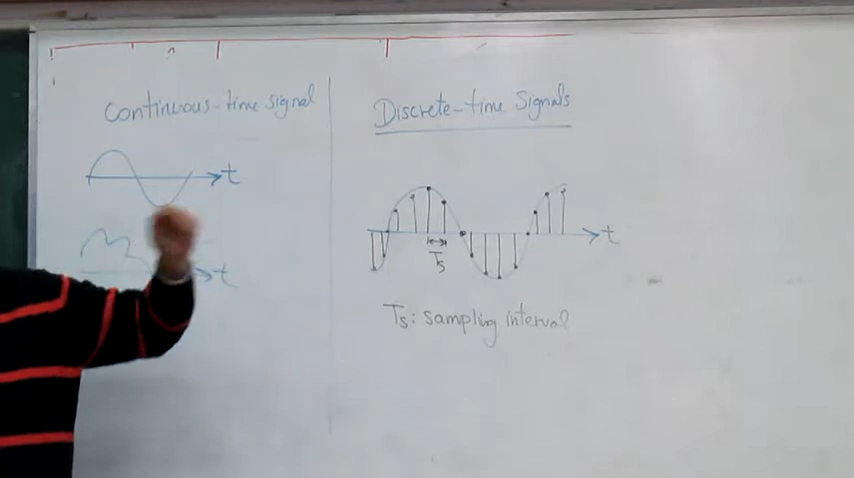 Continuous-time signal
t
t
Discrete-time Signals
t
Ts
Ts: sampling interval